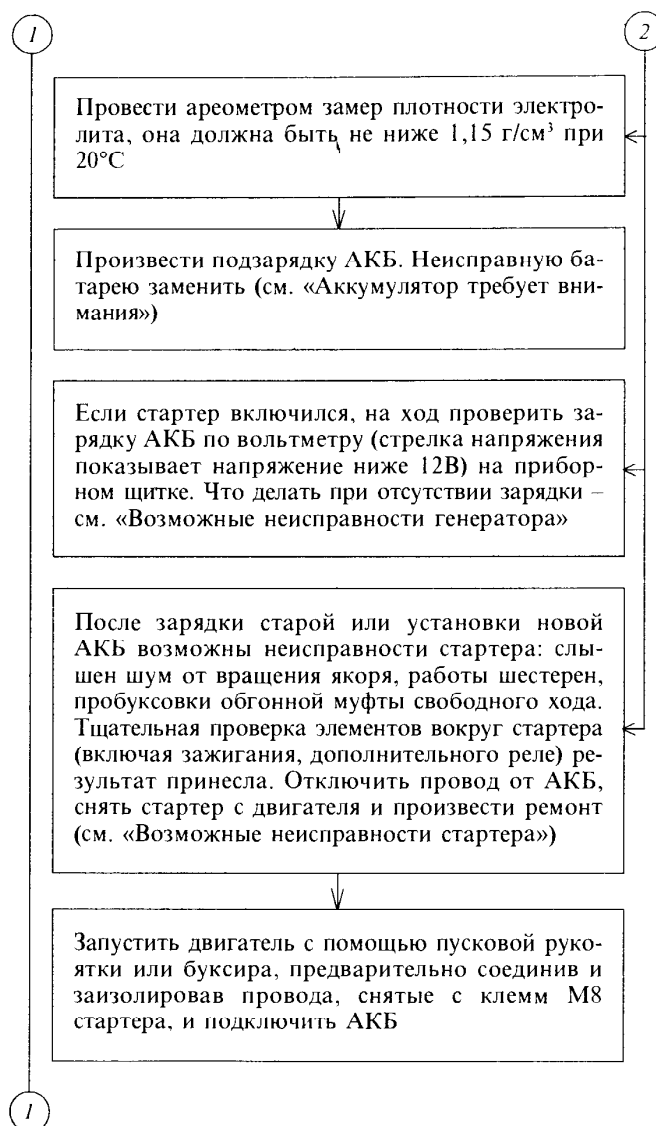 1
2
Провести ареометром замер плотности электро-
лита, она должна быть не ниже 1,15 г/см³ при
20°С
Произвести подзарядку АКБ. Неисправную ба-
тарею заменить (см. «Аккумулятор требует вни-
мания»)
Если стартер включился, на ход проверить за-
рядку АКБ по вольтметру (стрелка напряжения
показывает напряжение ниже 12В) на прибор-
ном щитке. Что делать при отсутствии зарядки –
см. «Возможные неисправности генератора»
После зарядки старой или установки новой
АКБ возможны неисправности стартера: слы-
шен шум от вращения якоря, работы шестерен,
пробуксовки обгонной муфты свободного хода.
Тщательная проверка элементов вокруг стартера
(включая зажигания, дополнительного реле) ре-
зультат принесла. Отключить провод от АКБ,
снять стартер с двигателя и произвести ремонт
(см. «Возможные неисправности стартера»)
Запустить двигатель с помощью пусковой руко-
ятки или буксира, предварительно соединив и
заизолировав провода, снятые с клемм М8
стартера, и подключить АКБ
1